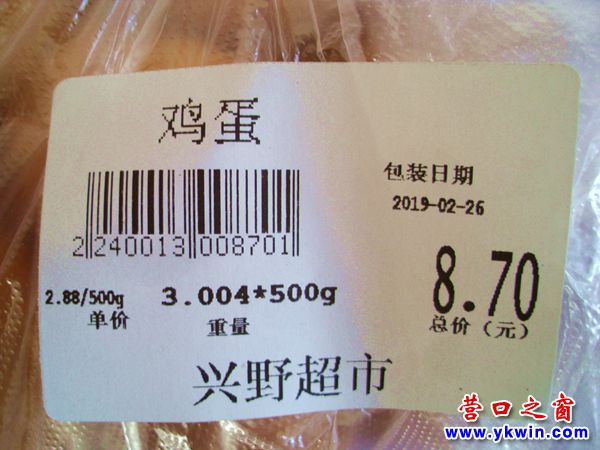 鸡蛋
包装日期
2019-02-26
2240013008701
2.88/500g 3.004*500g 8.70
单价 重量 总价(元)
兴野超市
营口之窗
www.ykwin.com